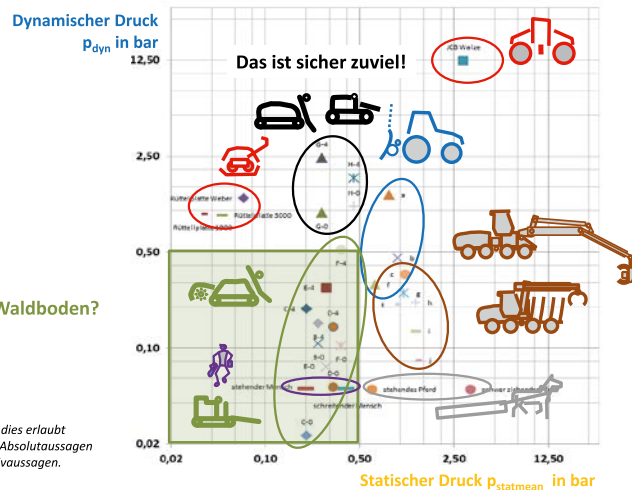 Dynamischer Druck
pdyn in bar
12,50
JCB Walze
Das ist sicher zuviel!
2,50
G-4
H-4
H-0
G-0
Rüttelplatte Weber
Rüttelplatte 5000
a
0,50
F-4
b
c
f
g
h
i
j
E-4
C-4
D-4
Waldboden?
B-4
B-0
F-0
E-0
D-0
0,10
stehender Mensch
stehendes Pferd
schreitender Mensch
C-0
dies erlaubt
Absolutaussagen
vaussagen.
0,02
0,02
0,10
0,50
2,50
12,50
Statischer Druck pstatmean in bar